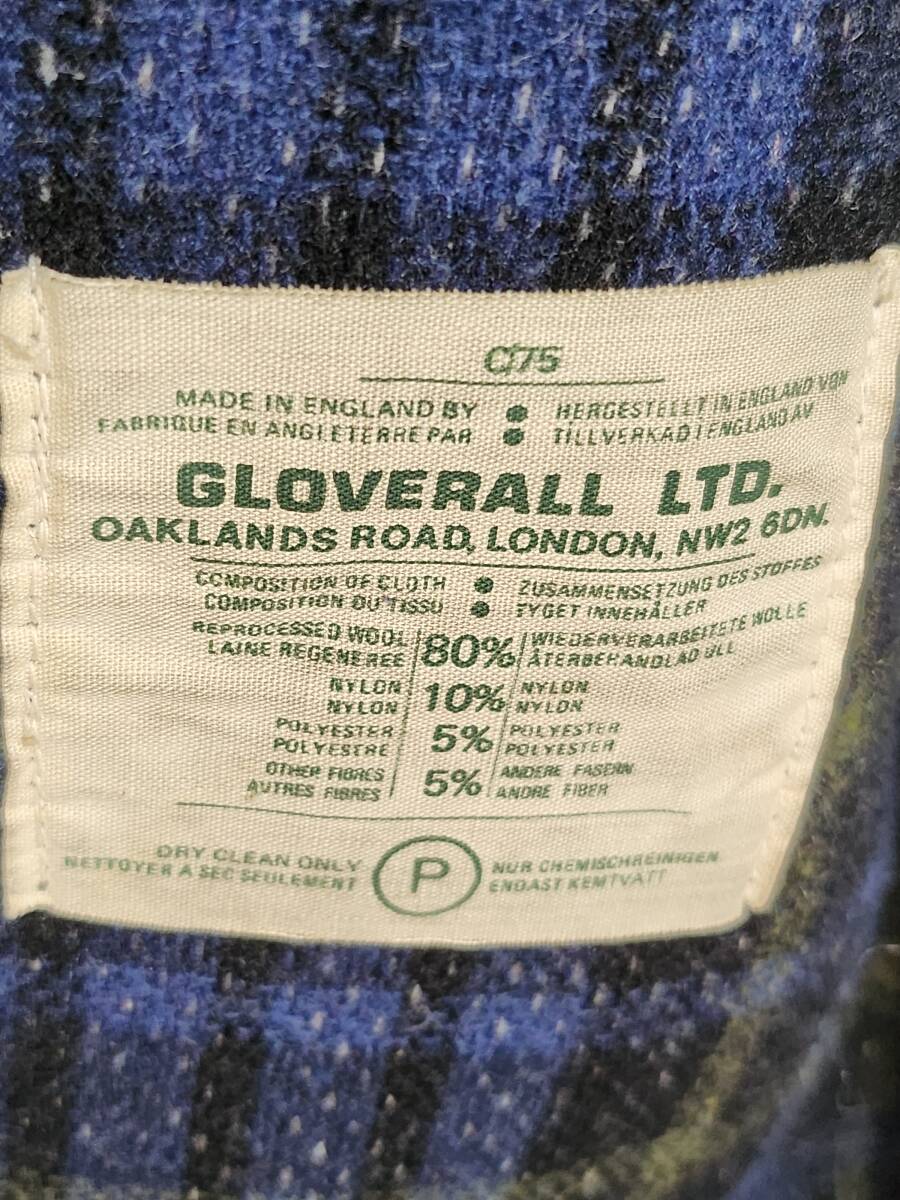 C/75
MADE IN ENGLAND BY ● HERGESTELLT IN ENGLAND VON
FABRIQUE EN ANGLETERRE PAR ● TILLVERKAD I ENGLAND AV
GLOVERALL LTD.
OAKLANDS ROAD, LONDON, NW2 6DN.
COMPOSITION OF CLOTH ● ZUSAMMENSETZUNG DES STOFFES
COMPOSITION DU TISSU ● TYGET INNEHÅLLER
REPROCESSED WOOL 80% WIEDERVERARBEITETE WOLLE
LAINE REGENEREE ÅTERBEHANDLAD ULL
NYLON 10% NYLON
NYLON NYLON
POLYESTER 5% POLYESTER
POLYESTRE POLYESTER
OTHER FIBRES 5% ANDERE FASERN
AUTRES FIBRES ANDRE FIBER
DRY CLEAN ONLY P NUR CHEMISCHREINIGEN
NETTOYER A SEC SEULEMENT ENDAST KEMTVATT